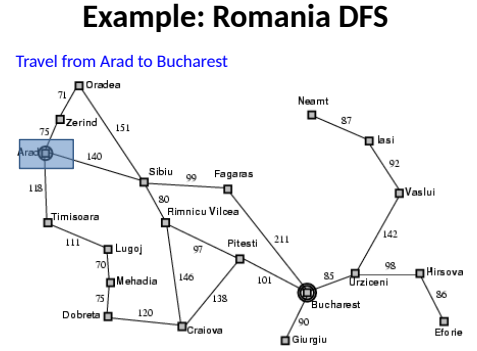 Example: Romania DFS
Travel from Arad to Bucharest
Oradea
71
Neamt
Zerind
87
75
151
Iasi
Arad
140
92
Sibiu
99
Fagaras
118
80
Vaslui
Timisoara
Rimnicu Vilcea
111
Lugoj
97
Pitesti
211
142
70
98
Hirsova
Mehadia
146
101
85
Urziceni
75
138
86
Bucharest
Dobreta
120
90
Craiova
Eforie
Giurgiu